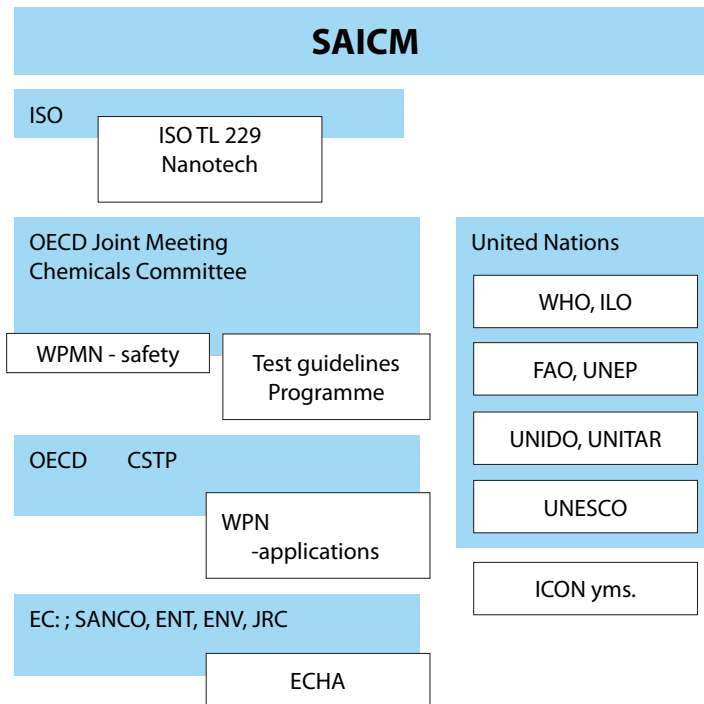 SAICM
ISO
ISO TL 229
Nanotech
OECD Joint Meeting
Chemicals Committee
WPMN - safety
Test guidelines
Programme
OECD CSTP
WPN
-applications
EC: ; SANCO, ENT, ENV, JRC
ECHA
United Nations
WHO, ILO
FAO, UNEP
UNIDO, UNITAR
UNESCO
ICON yms.